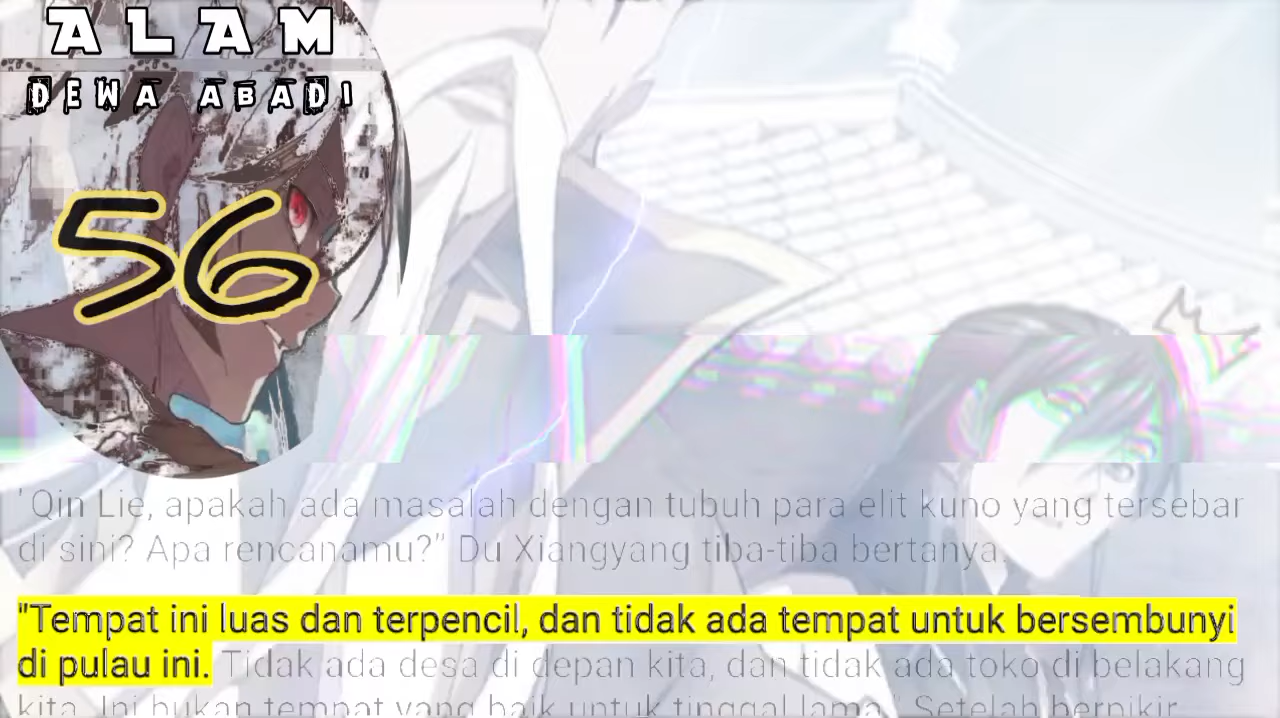 ALAM
DEWA ABADI
56
'Qin Lie, apakah ada masalah dengan tubuh para elit kuno yang tersebar
di sini? Apa rencanamu?" Du Xiangyang tiba-tiba bertanya.
"Tempat ini luas dan terpencil, dan tidak ada tempat untuk bersembunyi
di pulau ini. Tidak ada desa di depan kita, dan tidak ada toko di belakang
kita. Ini bukan tempat yang baik untuk tinggal lama." Setelah berpikir